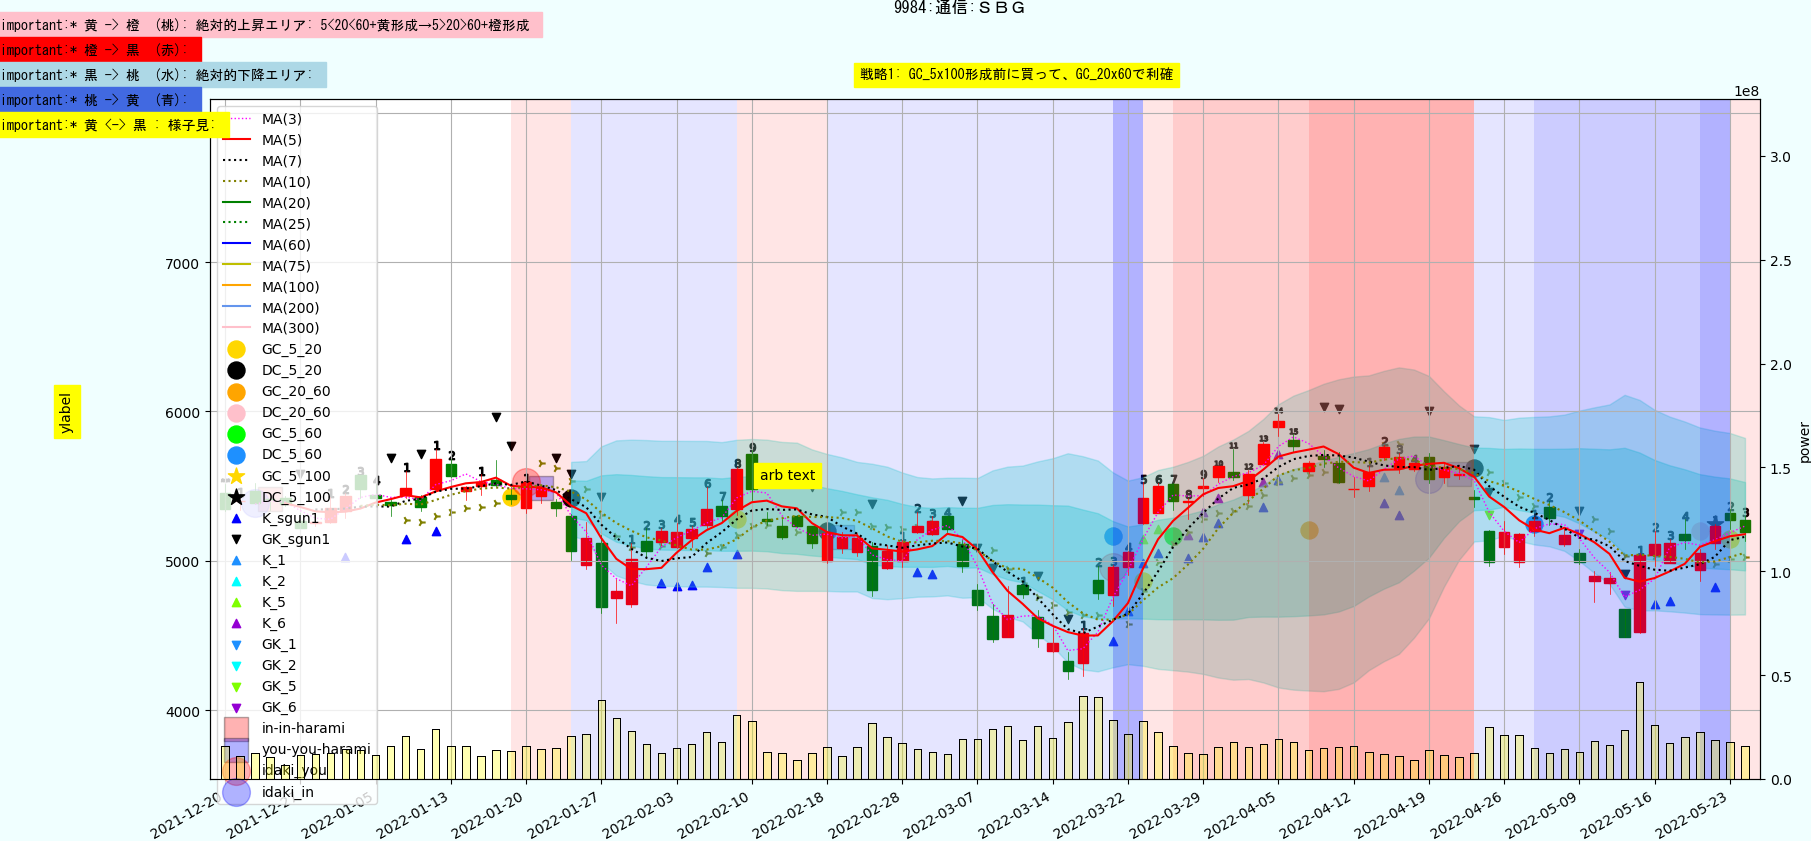 9984:通信:ＳＢＧ
important:* 黄 -> 橙 (桃): 絶対的上昇エリア: 5<20<60+黄形成→5>20>60+橙形成
important:* 橙 -> 黒 (赤):
important:* 黒 -> 桃 (水): 絶対的下降エリア:
戦略1: GC_5x100形成前に買って、GC_20x60で利確
important:* 桃 -> 黄 (青):
important:* 黄 <-> 黒 : 様子見:
1e8
MA(3)
MA(5)
MA(7)
MA(10)
MA(20)
MA(25)
MA(60)
MA(75)
MA(100)
MA(200)
MA(300)
GC_5_20
DC_5_20
GC_20_60
DC_20_60
GC_5_60
DC_5_60
GC_5_100
DC_5_100
K_sgun1
GK_sgun1
K_1
K_2
K_5
K_6
GK_1
GK_2
GK_5
GK_6
in-in-harami
you-you-harami
idaki_you
idaki_in
7000
6000
5000
4000
ylabel
arb text
3.0
2.5
2.0
1.5
1.0
0.5
0.0
power
2021-12-20
2022-01-05
2022-01-13
2022-01-20
2022-01-27
2022-02-03
2022-02-10
2022-02-18
2022-02-28
2022-03-07
2022-03-14
2022-03-22
2022-03-29
2022-04-05
2022-04-12
2022-04-19
2022-04-26
2022-05-09
2022-05-16
2022-05-23